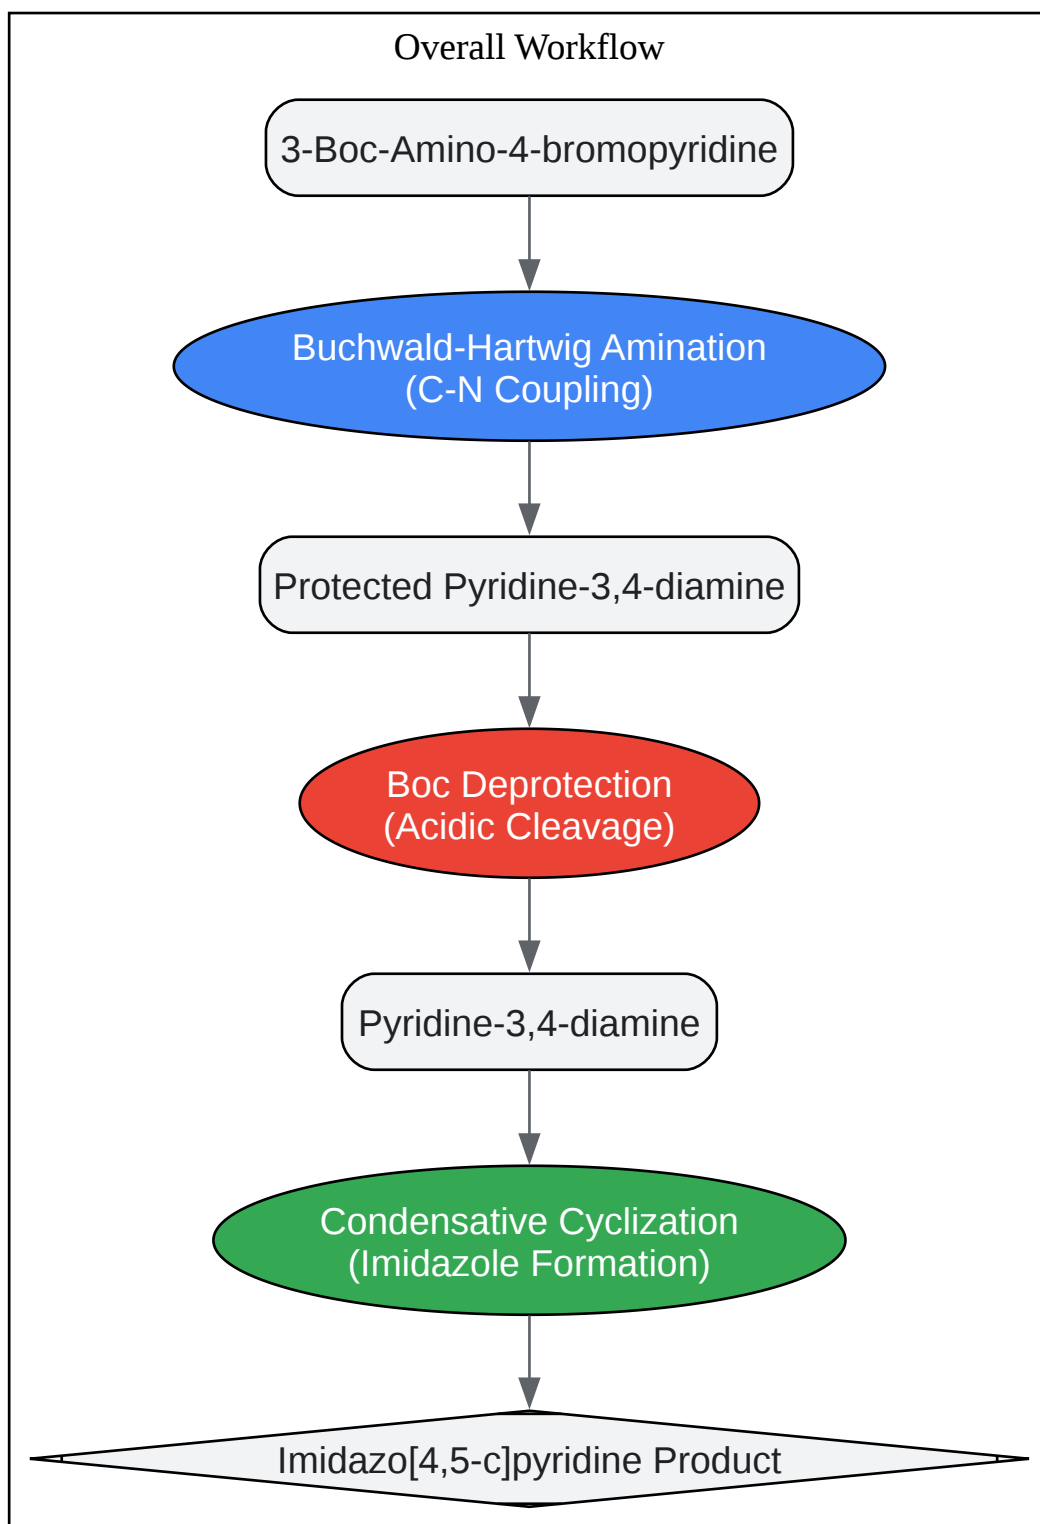 Overall Workflow
3-Boc-Amino-4-bromopyridine
Buchwald-Hartwig Amination
(C-N Coupling)
Protected Pyridine-3,4-diamine
Boc Deprotection
(Acidic Cleavage)
Pyridine-3,4-diamine
Condensative Cyclization
(Imidazole Formation)
Imidazo[4,5-c]pyridine Product